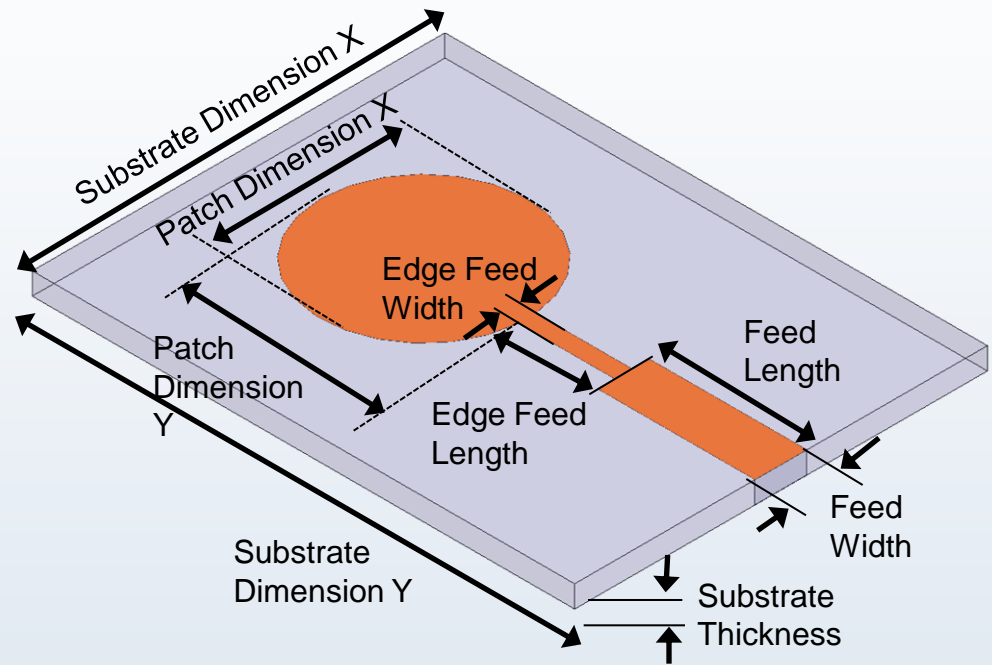 Substrate Dimension X
Patch Dimension X
Edge Feed
Width
Feed
Length
Patch
Dimension
Y
Edge Feed
Length
Feed
Width
Substrate
Dimension Y
Substrate
Thickness